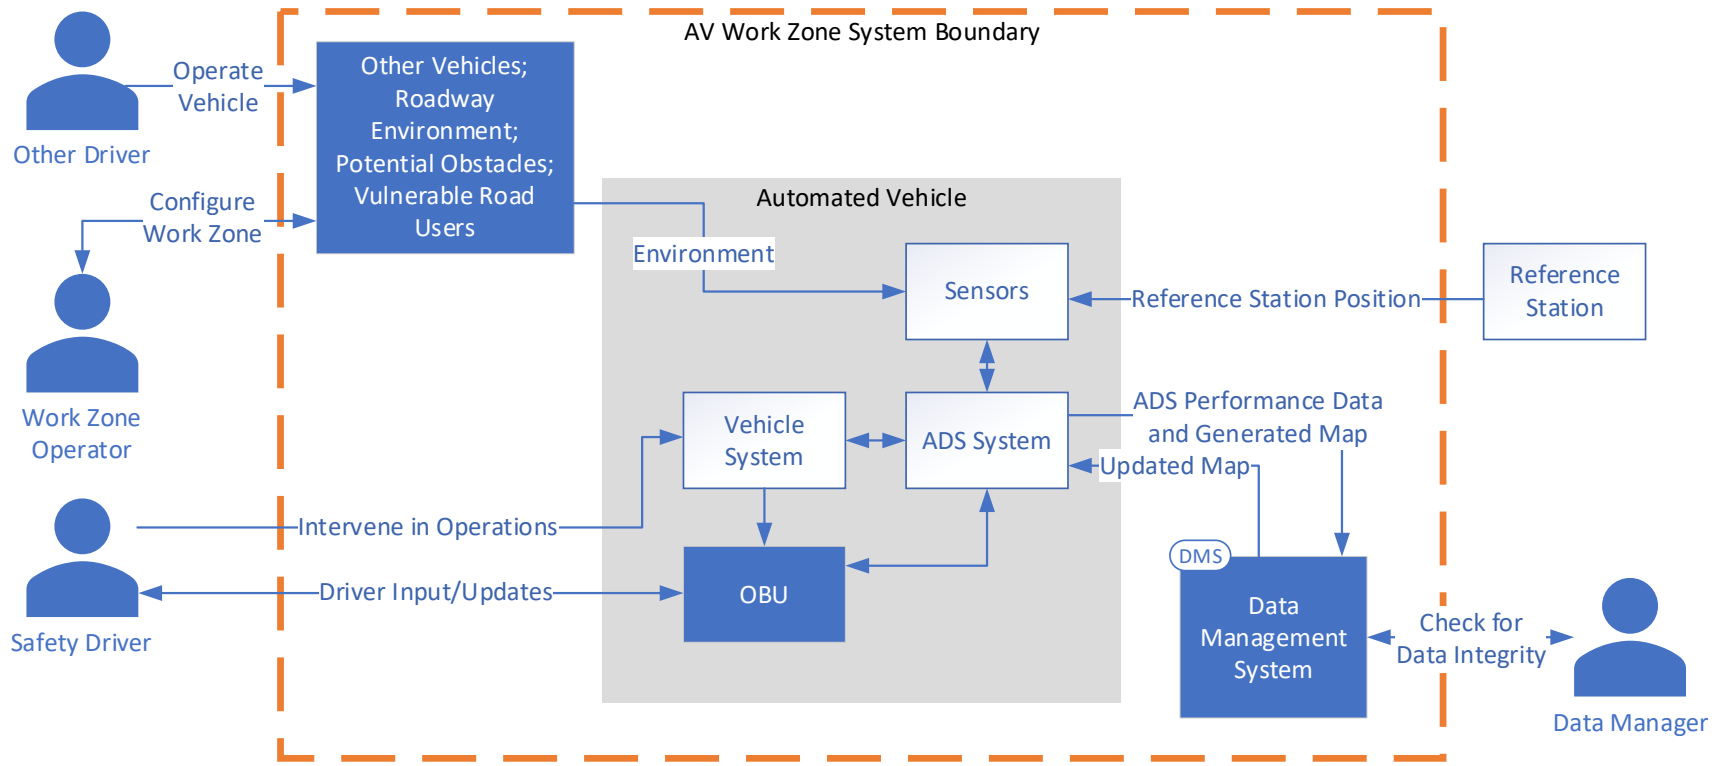 AV Work Zone System Boundary
Operate
Vehicle
Other Driver
Other Vehicles;
Roadway
Environment;
Potential Obstacles;
Vulnerable Road
Users
Configure
Work Zone
Work Zone
Operator
Automated Vehicle
Environment
Sensors
Reference Station Position
Reference
Station
Vehicle
System
ADS System
ADS Performance Data
and Generated Map
Updated Map
Intervene in Operations
Driver Input/Updates
Safety Driver
OBU
DMS
Data
Management
System
Check for
Data Integrity
Data Manager